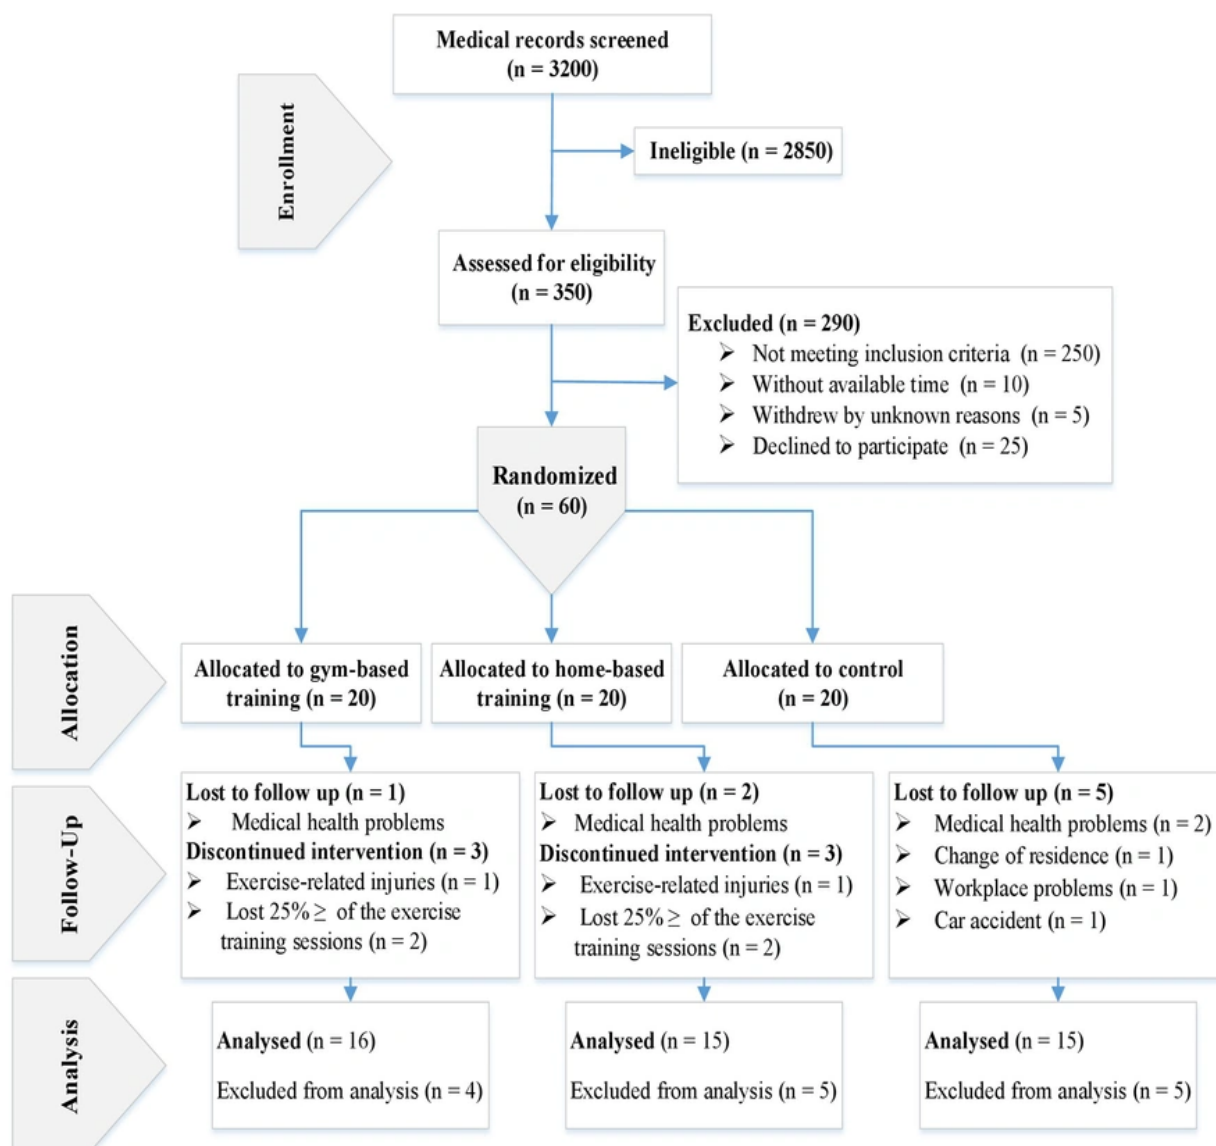 Medical records screened
(n = 3200)
Enrollment
Ineligible (n = 2850)
Assessed for eligibility
(n = 350)
Excluded (n = 290)
➢ Not meeting inclusion criteria (n = 250)
➢ Without available time (n = 10)
➢ Withdrew by unknown reasons (n = 5)
➢ Declined to participate (n = 25)
Randomized
(n = 60)
Allocation
Allocated to gym-based
training (n = 20)
Allocated to home-based
training (n = 20)
Allocated to control
(n = 20)
Follow-Up
Lost to follow up (n = 1)
➢ Medical health problems
Discontinued intervention (n = 3)
➢ Exercise-related injuries (n = 1)
➢ Lost 25% ≥ of the exercise
training sessions (n = 2)
Lost to follow up (n = 2)
➢ Medical health problems
Discontinued intervention (n = 3)
➢ Exercise-related injuries (n = 1)
➢ Lost 25% ≥ of the exercise
training sessions (n = 2)
Lost to follow up (n = 5)
➢ Medical health problems (n = 2)
➢ Change of residence (n = 1)
➢ Workplace problems (n = 1)
➢ Car accident (n = 1)
Analysis
Analysed (n = 16)
Excluded from analysis (n = 4)
Analysed (n = 15)
Excluded from analysis (n = 5)
Analysed (n = 15)
Excluded from analysis (n = 5)